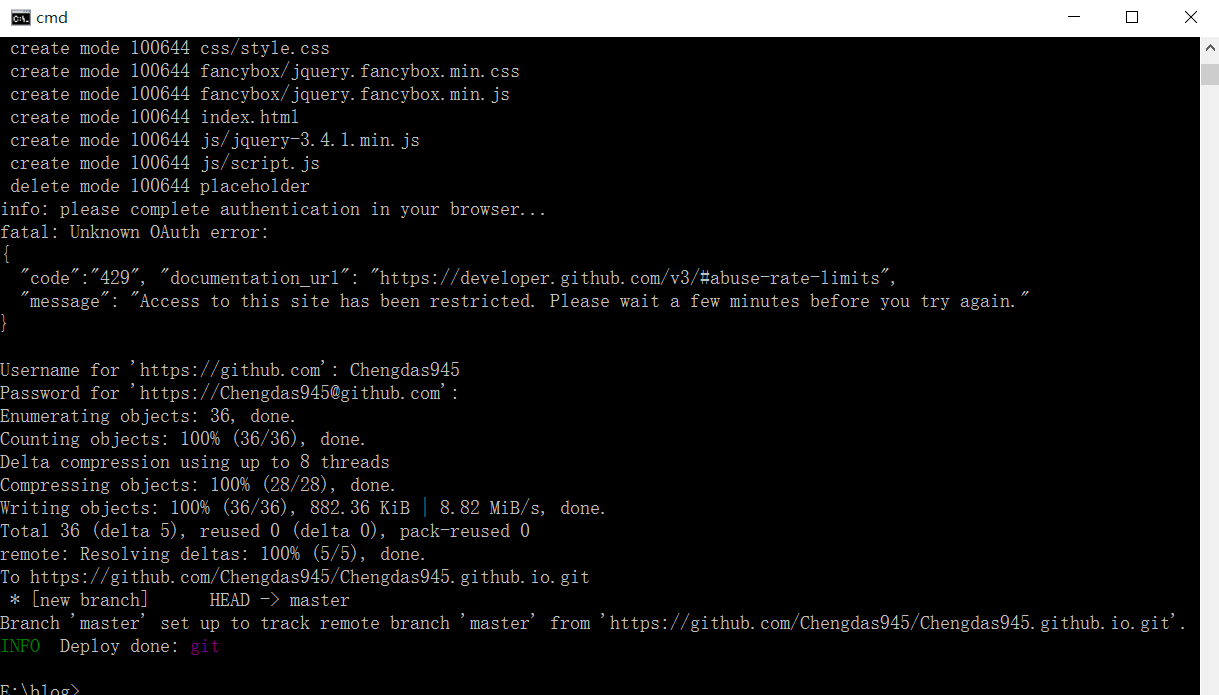 cmd
create mode 100644 css/style.css
create mode 100644 fancybox/jquery.fancybox.min.css
create mode 100644 fancybox/jquery.fancybox.min.js
create mode 100644 index.html
create mode 100644 js/jquery-3.4.1.min.js
create mode 100644 js/script.js
delete mode 100644 placeholder
info: please complete authentication in your browser...
fatal: Unknown OAuth error:
{
"code":"429", "documentation_url": "https://developer.github.com/v3/#abuse-rate-limits",
"message": "Access to this site has been restricted. Please wait a few minutes before you try again."
}
Username for 'https://github.com': Chengdas945
Password for 'https://Chengdas945@github.com':
Enumerating objects: 36, done.
Counting objects: 100% (36/36), done.
Delta compression using up to 8 threads
Compressing objects: 100% (28/28), done.
Writing objects: 100% (36/36), 882.36 KiB | 8.82 MiB/s, done.
Total 36 (delta 5), reused 0 (delta 0), pack-reused 0
remote: Resolving deltas: 100% (5/5), done.
To https://github.com/Chengdas945/Chengdas945.github.io.git
* [new branch]      HEAD -> master
Branch 'master' set up to track remote branch 'master' from 'https://github.com/Chengdas945/Chengdas945.github.io.git'.
INFO  Deploy done: git
E:\blog>